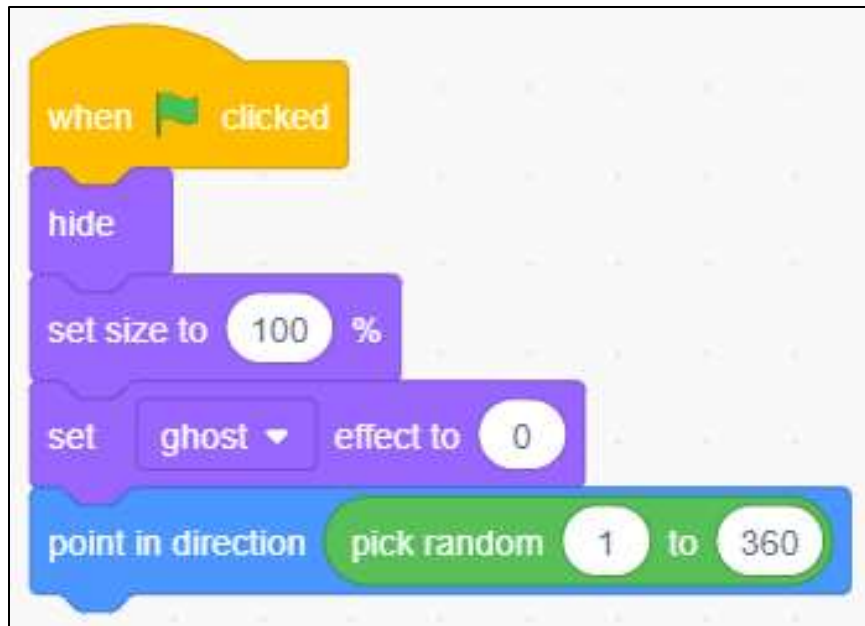 when clicked
hide
set size to 100 %
set ghost effect to 0
point in direction pick random 1 to 360